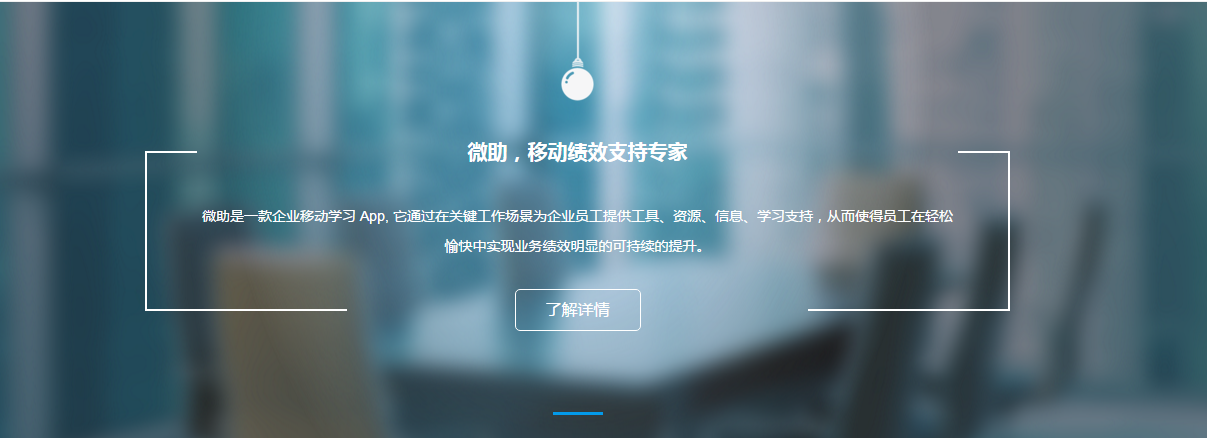 微助，移动绩效支持专家
微助是一款企业移动学习 App, 它通过在关键工作场景为企业员工提供工具、资源、信息、学习支持，从而使得员工在轻松
愉快中实现业务绩效明显的可持续的提升。
了解详情